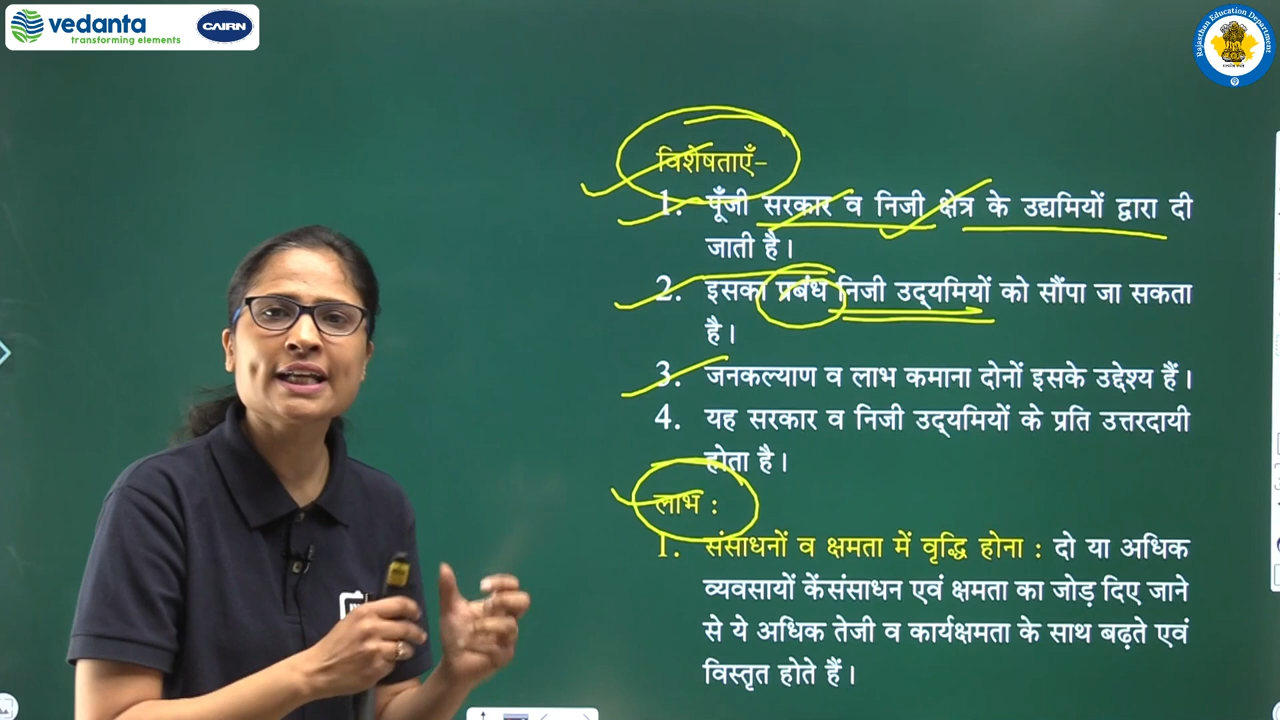 vedanta
transforming elements
CAIRN
Rajasthan Education Department
विशेषताएँ-
1. पूँजी सरकार व निजी क्षेत्र के उद्यमियों द्वारा दी
जाती है।
2. इसका प्रबंध निजी उद्यमियों को सौंपा जा सकता
है।
3. जनकल्याण व लाभ कमाना दोनों इसके उद्देश्य हैं।
4. यह सरकार व निजी उद्यमियों के प्रति उत्तरदायी
होता है।
लाभ :
1. संसाधनों व क्षमता में वृद्धि होना : दो या अधिक
व्यवसायों केंसंसाधन एवं क्षमता का जोड़ दिए जाने
से ये अधिक तेजी व कार्यक्षमता के साथ बढ़ते एवं
विस्तृत होते हैं।